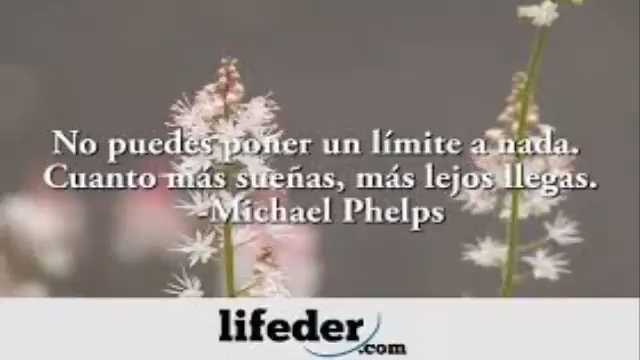 No puedes poner un límite a nada.
Cuanto más sueñas, más lejos llegas.
-Michael Phelps
lifeder.com